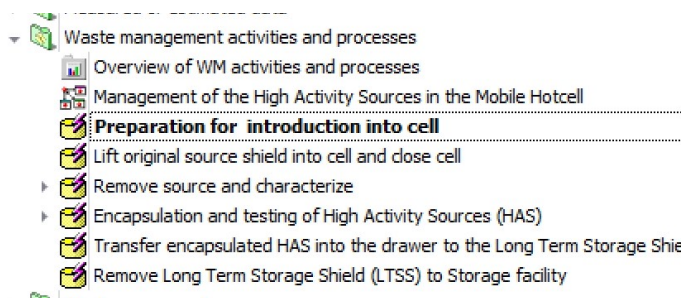 Waste management activities and processes
Overview of WM activities and processes
Management of the High Activity Sources in the Mobile Hotcell
Preparation for introduction into cell
Lift original source shield into cell and close cell
Remove source and characterize
Encapsulation and testing of High Activity Sources (HAS)
Transfer encapsulated HAS into the drawer to the Long Term Storage Shie
Remove Long Term Storage Shield (LTSS) to Storage facility